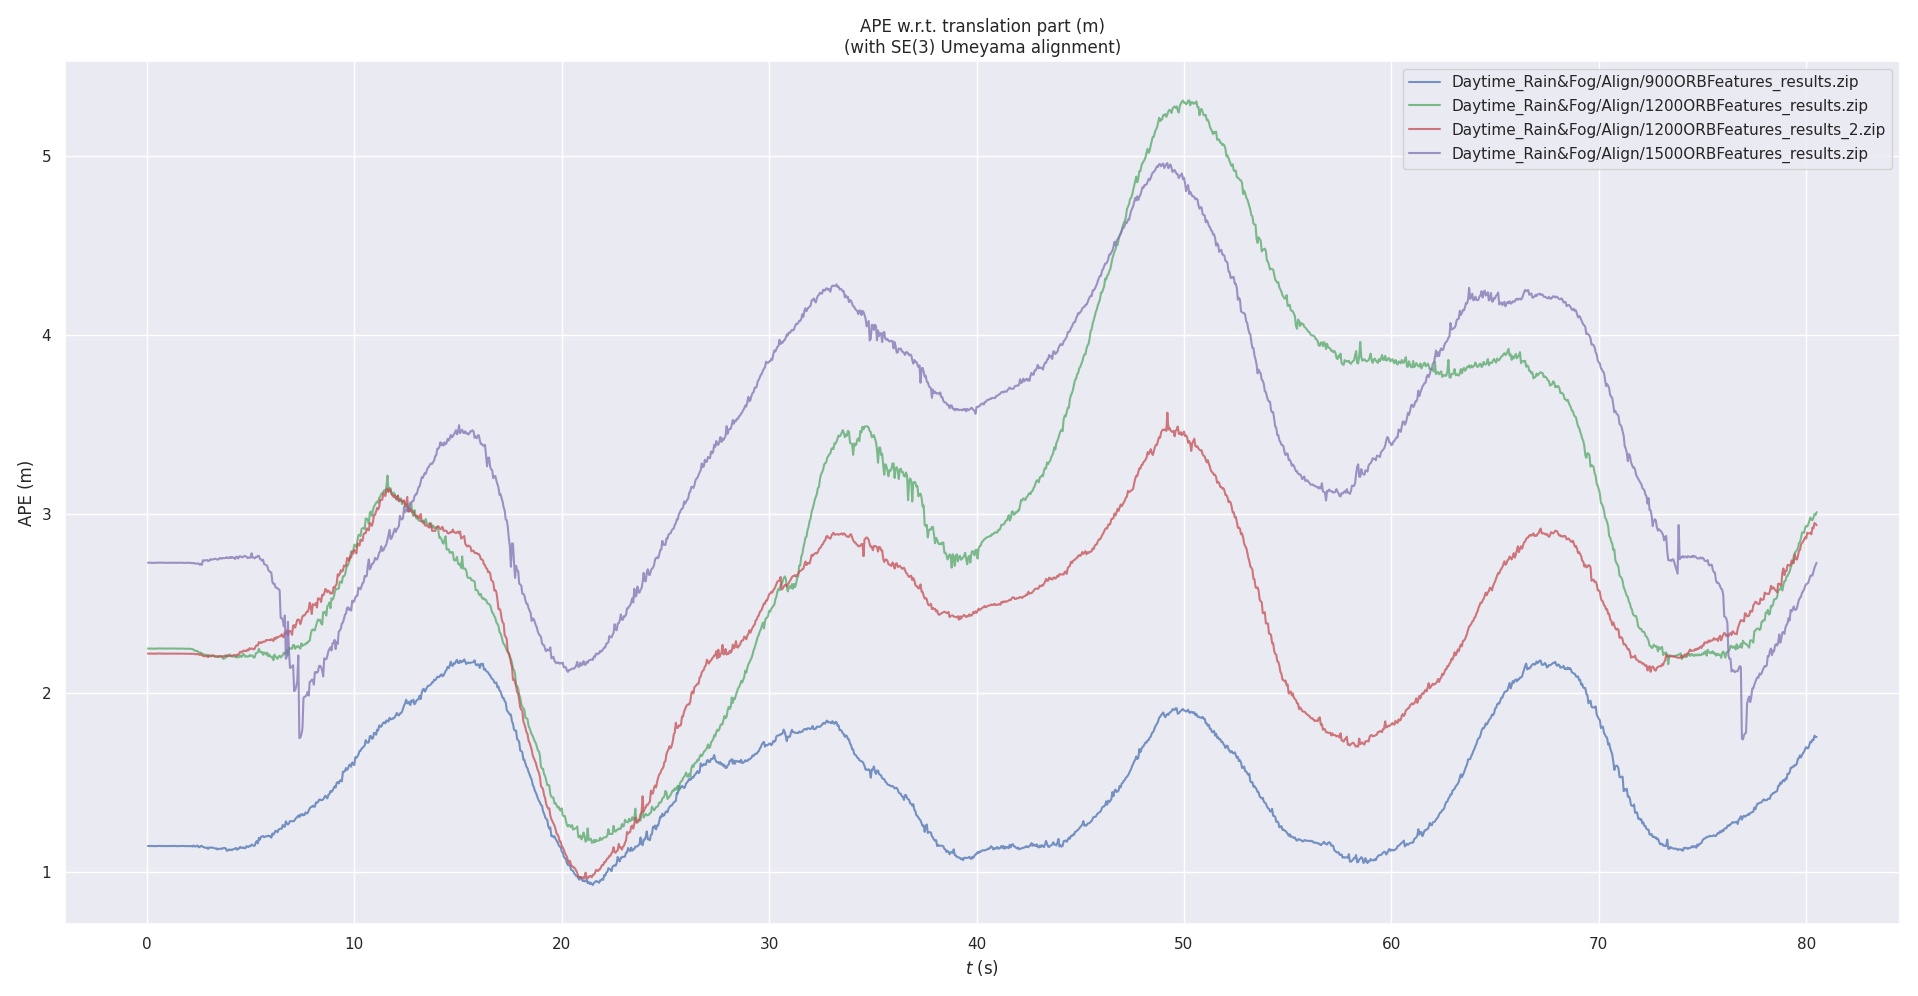 APE w.r.t. translation part (m)
(with SE(3) Umeyama alignment)
Daytime_Rain&Fog/Align/900ORBFeatures_results.zip
Daytime_Rain&Fog/Align/1200ORBFeatures_results.zip
Daytime_Rain&Fog/Align/1200ORBFeatures_results_2.zip
Daytime_Rain&Fog/Align/1500ORBFeatures_results.zip
APE (m)
5
4
3
2
1
0 10 20 30 40 50 60 70 80
t (s)